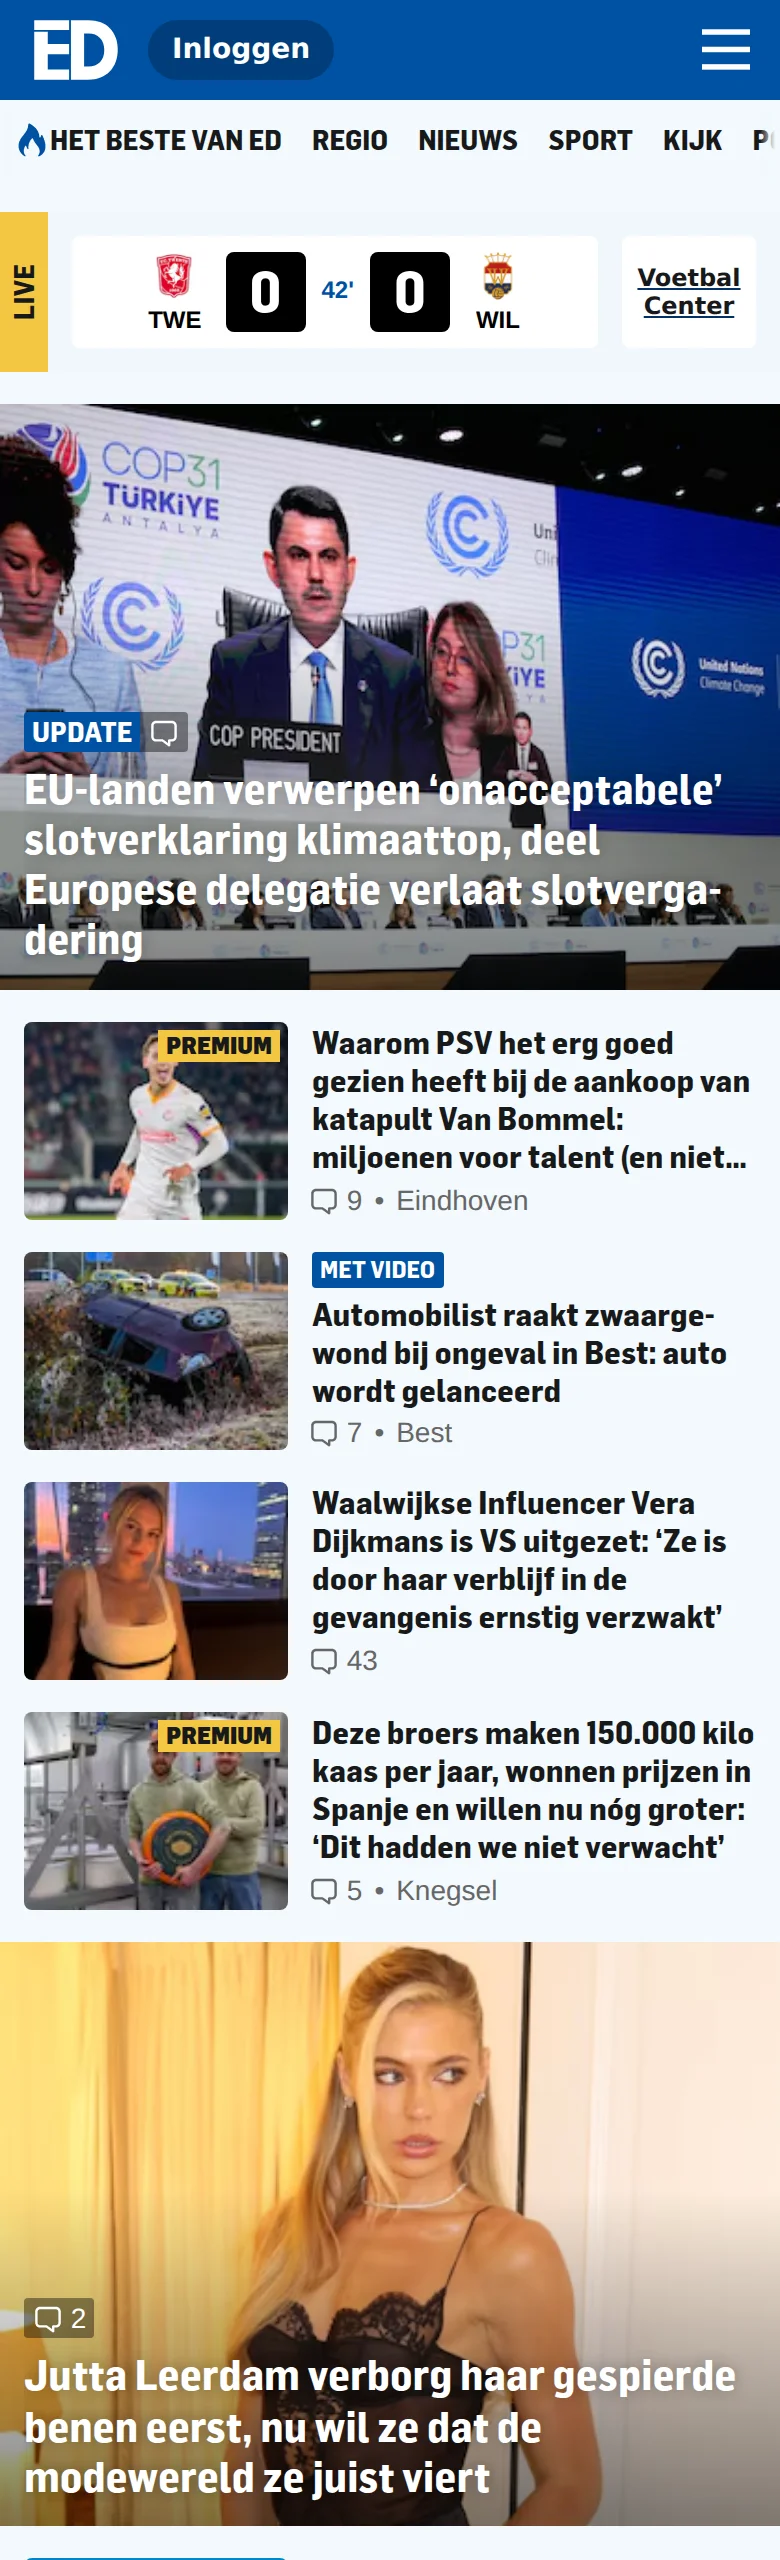 ED
Inloggen
HET BESTE VAN ED REGIO NIEUWS SPORT KIJK
LIVE
TWE
0
42'
0
WIL
Voetbal
Center
COP31
TÜRKİYE
ANTALYA
United Nations
Climate Change
COP PRESIDENT
UPDATE
EU-landen verwerpen ‘onacceptabele’
slotverklaring klimaattop, deel
Europese delegatie verlaat slotverga-
dering
PREMIUM
Waarom PSV het erg goed
gezien heeft bij de aankoop van
katapult Van Bommel:
miljoenen voor talent (en niet...
9 • Eindhoven
MET VIDEO
Automobilist raakt zwaarge-
wond bij ongeval in Best: auto
wordt gelanceerd
7 • Best
Waalwijkse Influencer Vera
Dijkmans is VS uitgezet: ‘Ze is
door haar verblijf in de
gevangenis ernstig verzwakt’
43
PREMIUM
Deze broers maken 150.000 kilo
kaas per jaar, wonnen prijzen in
Spanje en willen nu nóg groter:
‘Dit hadden we niet verwacht’
5 • Knegsel
2
Jutta Leerdam verborg haar gespierde
benen eerst, nu wil ze dat de
modewereld ze juist viert